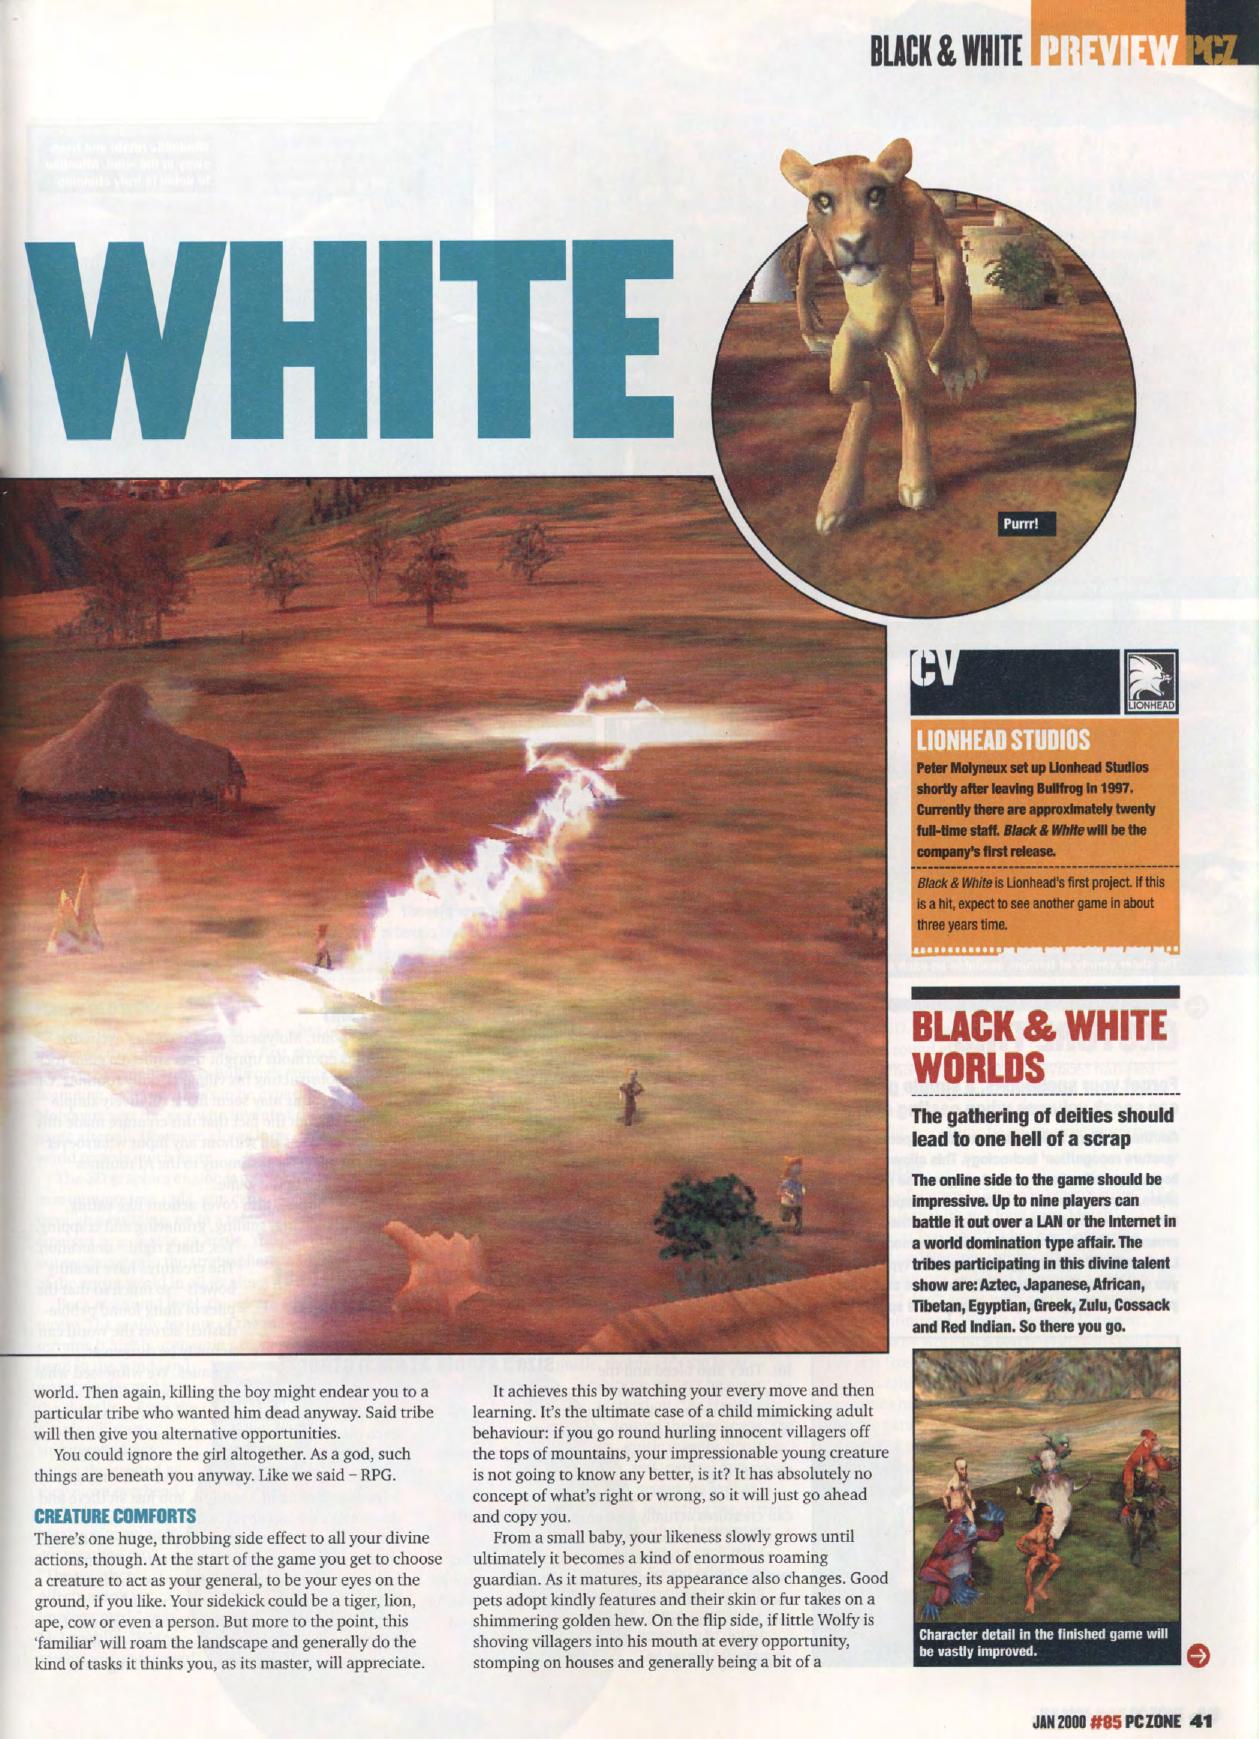 BLACK & WHITE PREVIEW PCZ
WHITE
Purrr!
CV
LIONHEAD
LIONHEAD STUDIOS
Peter Molyneux set up Lionhead Studios
shortly after leaving Bullfrog in 1997.
Currently there are approximately twenty
full-time staff. Black & White will be the
company's first release.
Black & White is Lionhead's first project. If this
is a hit, expect to see another game in about
three years time.
BLACK & WHITE
WORLDS
The gathering of deities should
lead to one hell of a scrap
The online side to the game should be
impressive. Up to nine players can
battle it out over a LAN or the Internet in
a world domination type affair. The
tribes participating in this divine talent
show are: Aztec, Japanese, African,
Tibetan, Egyptian, Greek, Zulu, Cossack
and Red Indian. So there you go.
world. Then again, killing the boy might endear you to a
particular tribe who wanted him dead anyway. Said tribe
will then give you alternative opportunities.
You could ignore the girl altogether. As a god, such
things are beneath you anyway. Like we said – RPG.
CREATURE COMFORTS
There's one huge, throbbing side effect to all your divine
actions, though. At the start of the game you get to choose
a creature to act as your general, to be your eyes on the
ground, if you like. Your sidekick could be a tiger, lion,
ape, cow or even a person. But more to the point, this
'familiar' will roam the landscape and generally do the
kind of tasks it thinks you, as its master, will appreciate.
It achieves this by watching your every move and then
learning. It's the ultimate case of a child mimicking adult
behaviour: if you go round hurling innocent villagers off
the tops of mountains, your impressionable young creature
is not going to know any better, is it? It has absolutely no
concept of what's right or wrong, so it will just go ahead
and copy you.
From a small baby, your likeness slowly grows until
ultimately it becomes a kind of enormous roaming
guardian. As it matures, its appearance also changes. Good
pets adopt kindly features and their skin or fur takes on a
shimmering golden hew. On the flip side, if little Wolfy is
shoving villagers into his mouth at every opportunity,
stomping on houses and generally being a bit of a
Character detail in the finished game will
be vastly improved.
JAN 2000 #85 PC ZONE 41